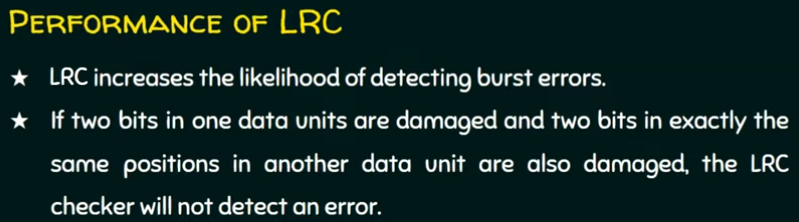 PERFORMANCE OF LRC
★ LRC increases the likelihood of detecting burst errors.
★ If two bits in one data units are damaged and two bits in exactly the
same positions in another data unit are also damaged, the LRC
checker will not detect an error.